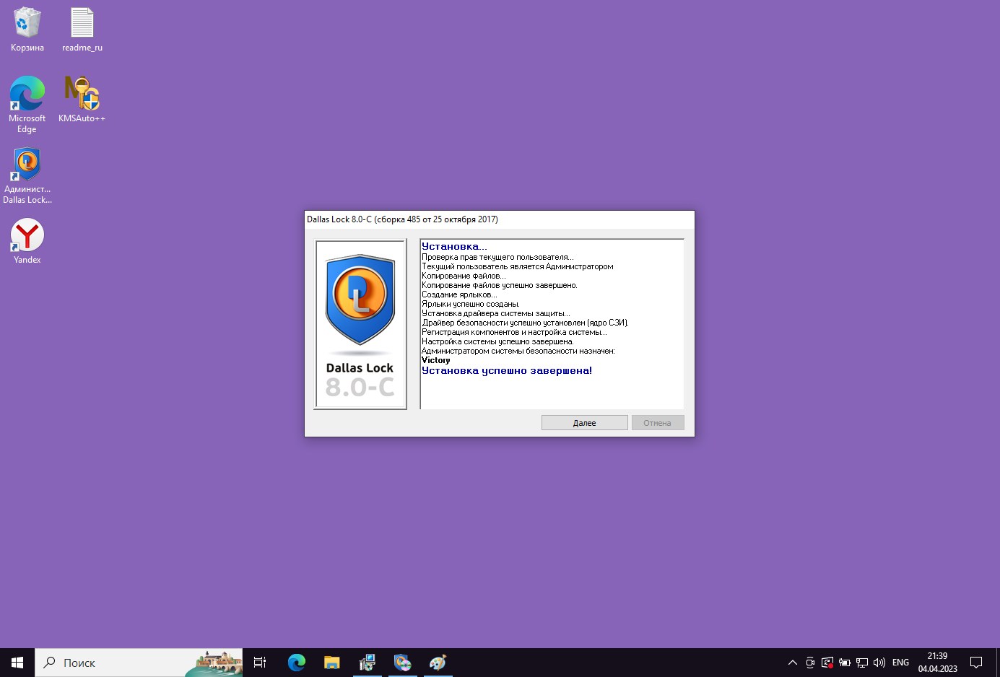 Корзина
readme_ru
Microsoft
Edge
KMSAuto++
Админист...
Dallas Lock...
Yandex
Dallas Lock 8.0-C (сборка 485 от 25 октября 2017)
Dallas Lock
8.0-C
Установка...
Проверка прав текущего пользователя...
Текущий пользователь является Администратором
Копирование файлов...
Копирование файлов успешно завершено.
Создание ярлыков...
Ярлыки успешно созданы.
Установка драйвера системы защиты...
Драйвер безопасности успешно установлен (ядро СЗИ).
Регистрация компонентов и настройка системы...
Настройка системы успешно завершена.
Администратором системы безопасности назначен:
Victory
Установка успешно завершена!
Далее
Отмена
Поиск
ENG
21:39
04.04.2023